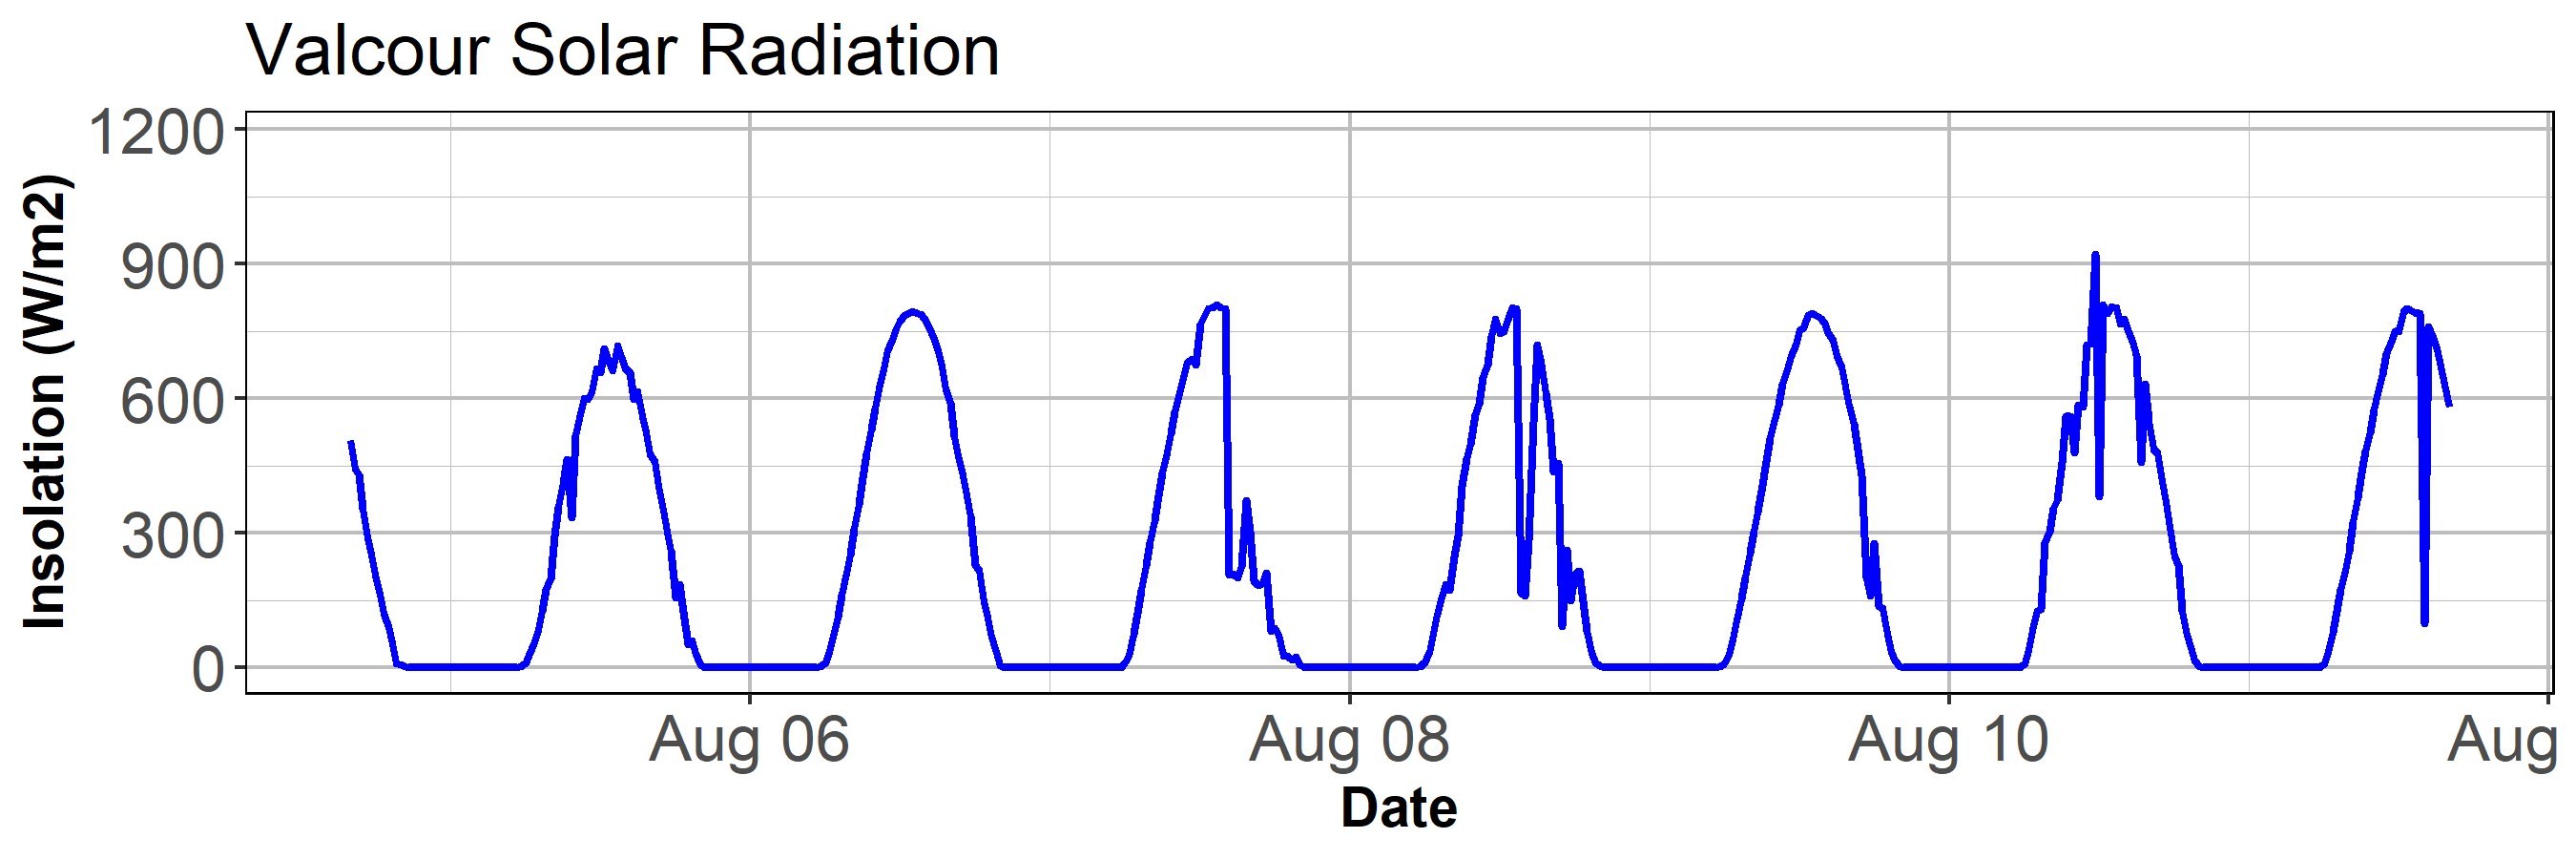 Valcour Solar Radiation
1200
900
600
300
0
Insolation (W/m2)
Aug 06 Aug 08 Aug 10 Aug
Date